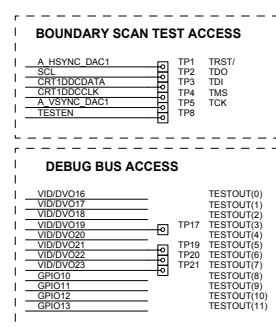 BOUNDARY SCAN TEST ACCESS
A_HSYNC_DAC1 TP1 TRST/
SCL TP2 TDO
CRT1DDCDATA TP3 TDI
CRT1DDCCLK TP4 TMS
A_VSYNC_DAC1 TP5 TCK
TESTEN TP8
DEBUG BUS ACCESS
VID/DVO16 TESTOUT(0)
VID/DVO17 TESTOUT(1)
VID/DVO18 TESTOUT(2)
VID/DVO19 TP17 TESTOUT(3)
VID/DVO20 TESTOUT(4)
VID/DVO21 TP19 TESTOUT(5)
VID/DVO22 TP20 TESTOUT(6)
VID/DVO23 TP21 TESTOUT(7)
GPIO10 TESTOUT(8)
GPIO11 TESTOUT(9)
GPIO12 TESTOUT(10)
GPIO13 TESTOUT(11)